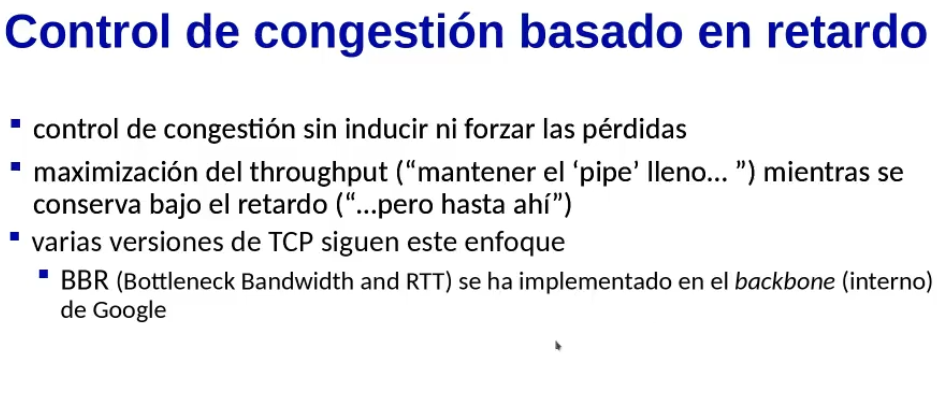 Control de congestión basado en retardo
control de congestión sin inducir ni forzar las pérdidas
maximización del throughput (“mantener el ‘pipe’ lleno... ”) mientras se
conserva bajo el retardo (“...pero hasta ahí”)
varias versiones de TCP siguen este enfoque
BBR (Bottleneck Bandwidth and RTT) se ha implementado en el backbone (interno)
de Google